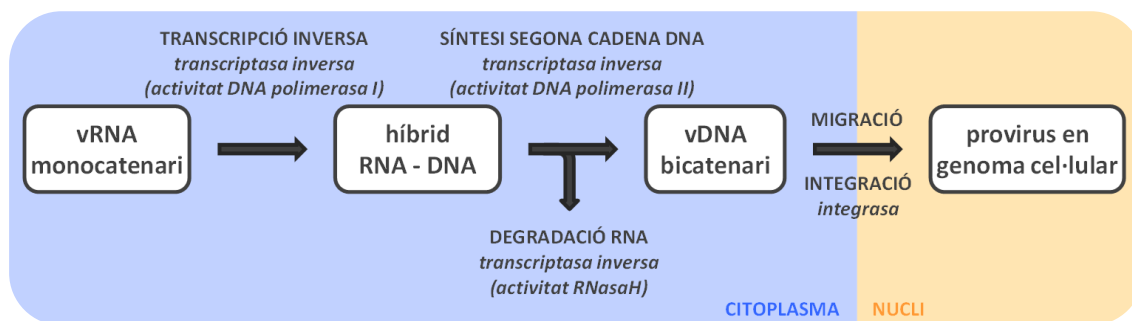 TRANSCRIPCIÓ INVERSA
transcriptasa inversa
(activitat DNA polimerasa I)
SÍNTESI SEGONA CADENA DNA
transcriptasa inversa
(activitat DNA polimerasa II)
vRNA
monocatenari
híbrid
RNA - DNA
vDNA
bicatenari
MIGRACIÓ
INTEGRACIÓ
integrasa
provirus en
genoma cel·lular
DEGRADACIÓ RNA
transcriptasa inversa
(activitat RNasaH)
CITOPLASMA
NUCLI